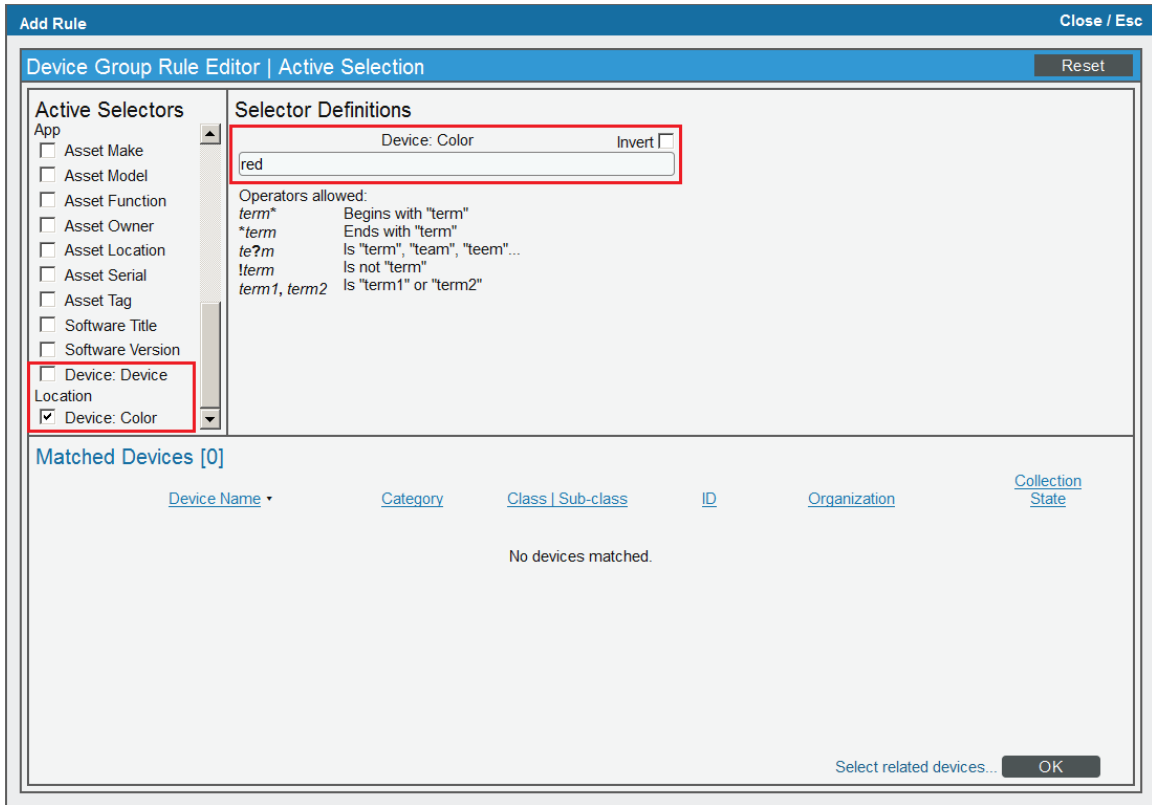 Add Rule
Close / Esc
Device Group Rule Editor | Active Selection
Reset
Active Selectors
App
Asset Make
Asset Model
Asset Function
Asset Owner
Asset Location
Asset Serial
Asset Tag
Software Title
Software Version
Device: Device
Location
Device: Color
Selector Definitions
Device: Color
Invert
red
Operators allowed:
term* Begins with "term"
*term Ends with "term"
te?m Is "term", "team", "teem"...
!term Is not "term"
term1, term2 Is "term1" or "term2"
Matched Devices [0]
Device Name Category Class | Sub-class ID Organization Collection State
No devices matched.
Select related devices... OK